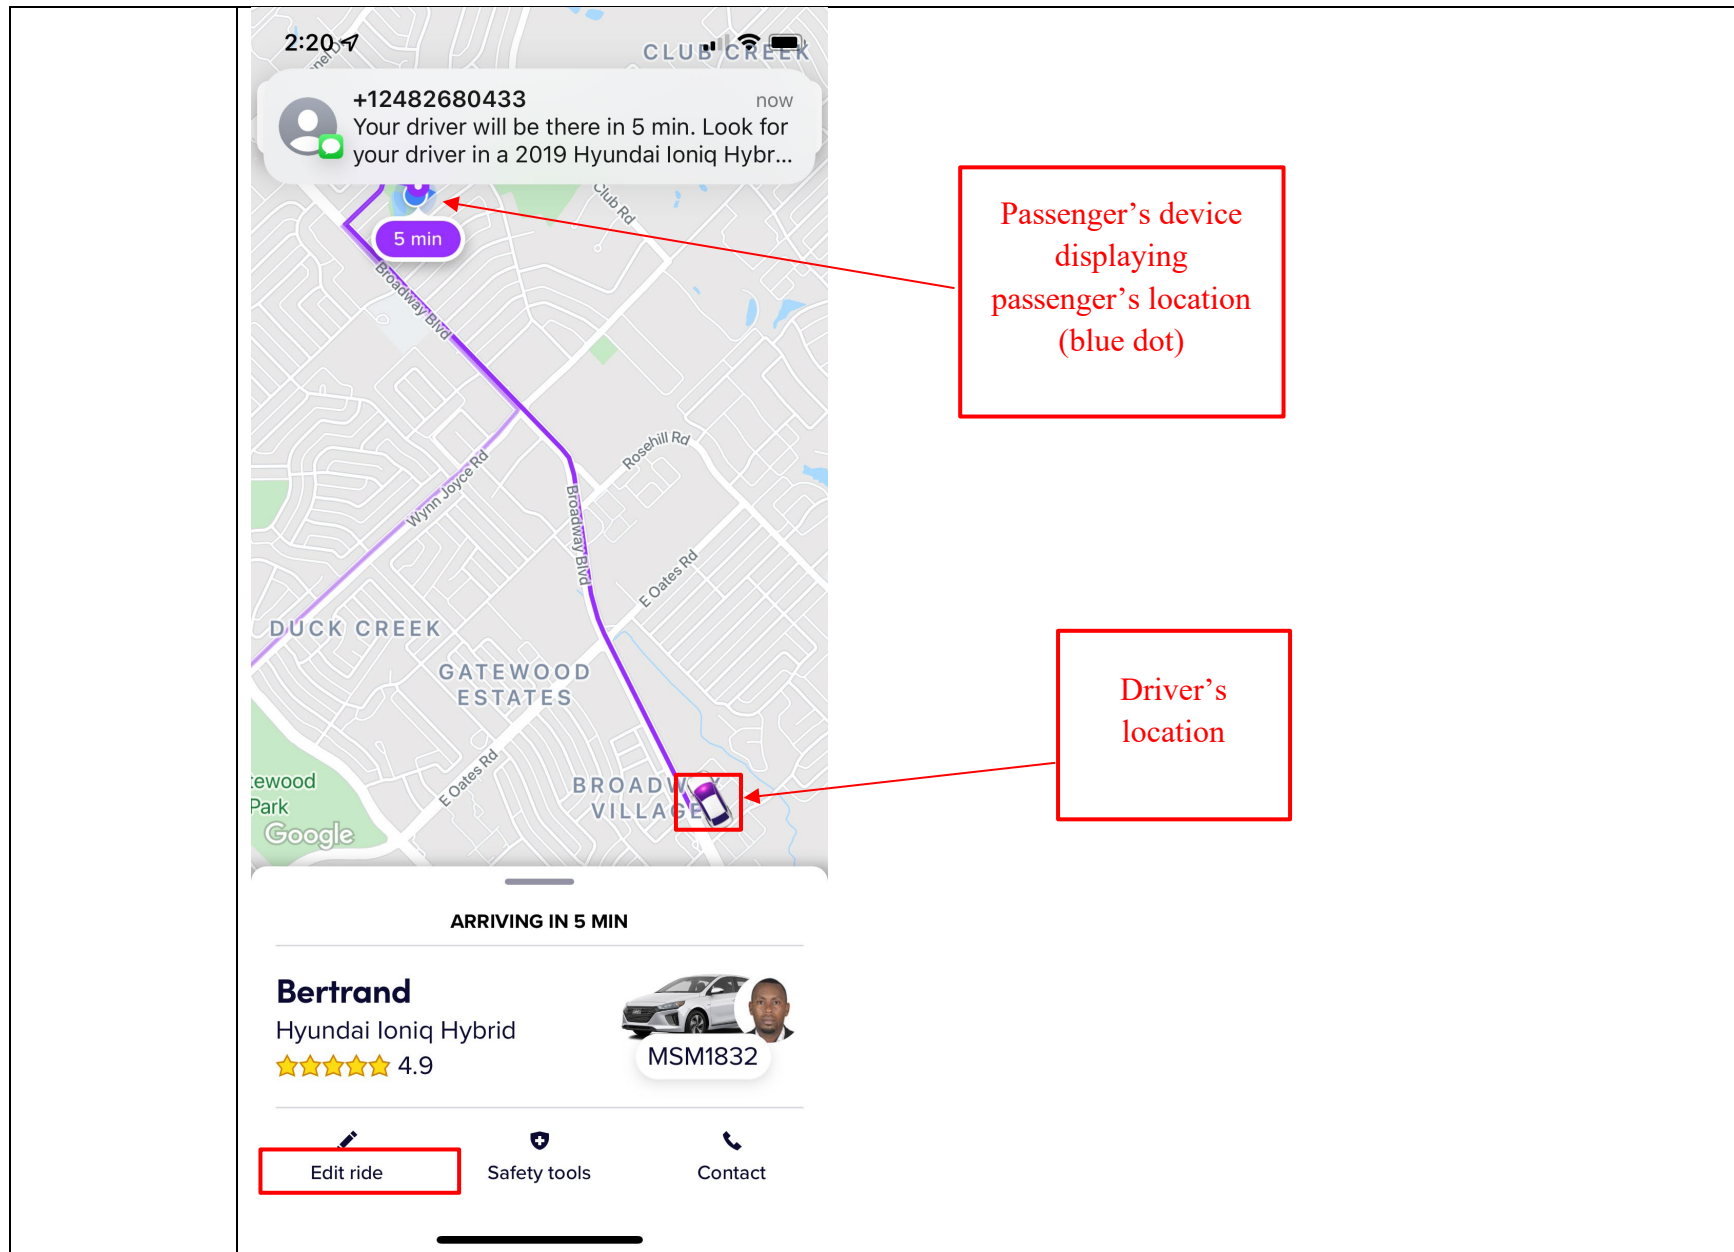 2:20
CLUB CREEK
+12482680433
now
Your driver will be there in 5 min. Look for
your driver in a 2019 Hyundai Ioniq Hybr...
Club Rd
5 min
Broadway Blvd
Passenger’s device
displaying
passenger’s location
(blue dot)
Rosehill Rd
Wynn Joyce Rd
Broadway Blvd
E Oates Rd
DUCK CREEK
GATEWOOD
ESTATES
Driver’s
location
E Oates Rd
ewood
Park
BROADW
VILLAGE
Google
ARRIVING IN 5 MIN
Bertrand
Hyundai Ioniq Hybrid
4.9
MSM1832
Edit ride
Safety tools
Contact